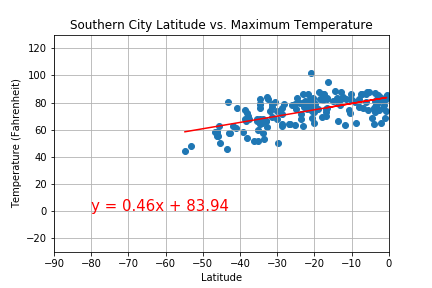 Southern City Latitude vs. Maximum Temperature
Temperature (Fahrenheit)
120
100
80
60
40
20
0
−20
y = 0.46x + 83.94
−90 −80 −70 −60 −50 −40 −30 −20 −10 0
Latitude